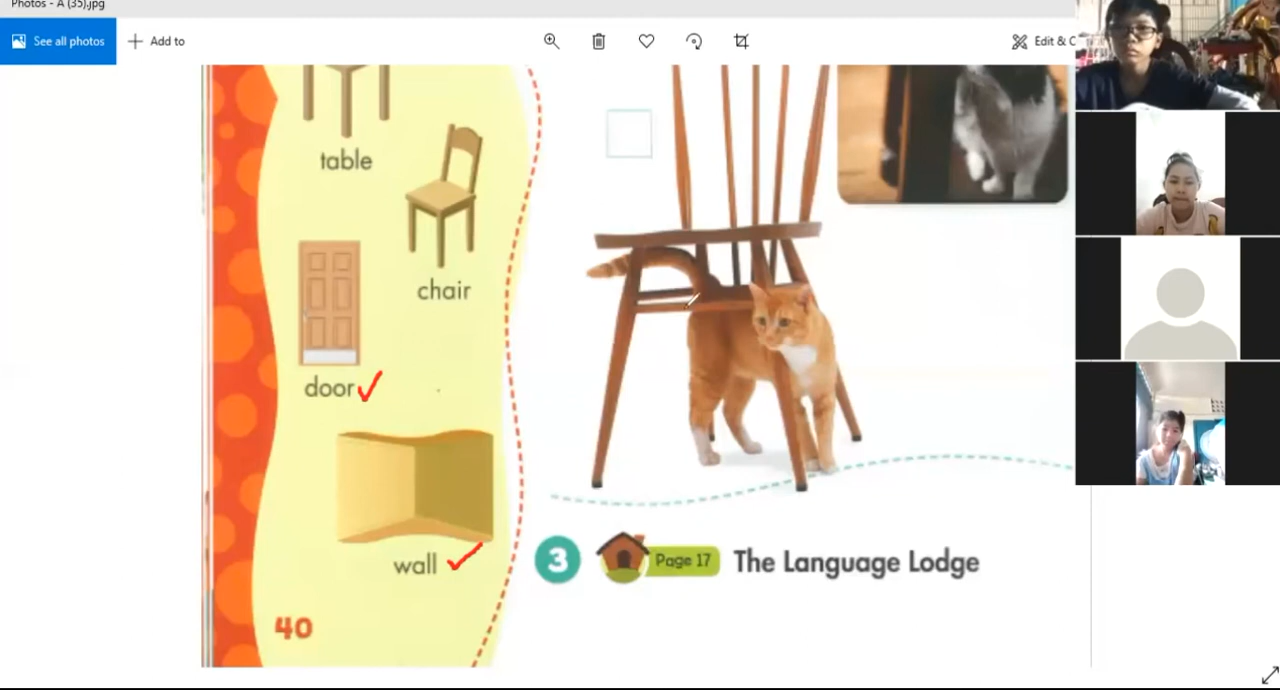 Photos - A (35).jpg
See all photos
Add to
Edit & C
table
chair
door
wall
3 Page 17 The Language Lodge
40